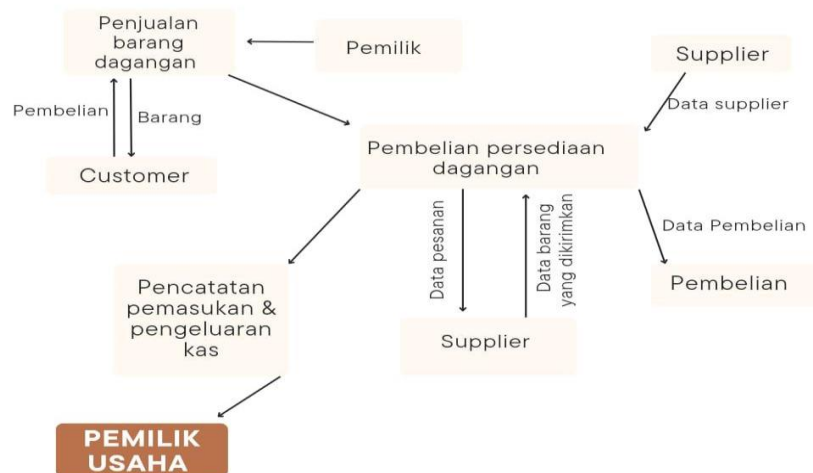 Penjualan
barang
dagangan
Pemilik
Supplier
Pembelian
Barang
Data supplier
Customer
Pembelian persediaan
dagangan
Data pesanan
Data barang
yang dikirimkan
Data Pembelian
Pembelian
Pencatatan
pemasukan &
pengeluaran
kas
Supplier
PEMILIK
USAHA